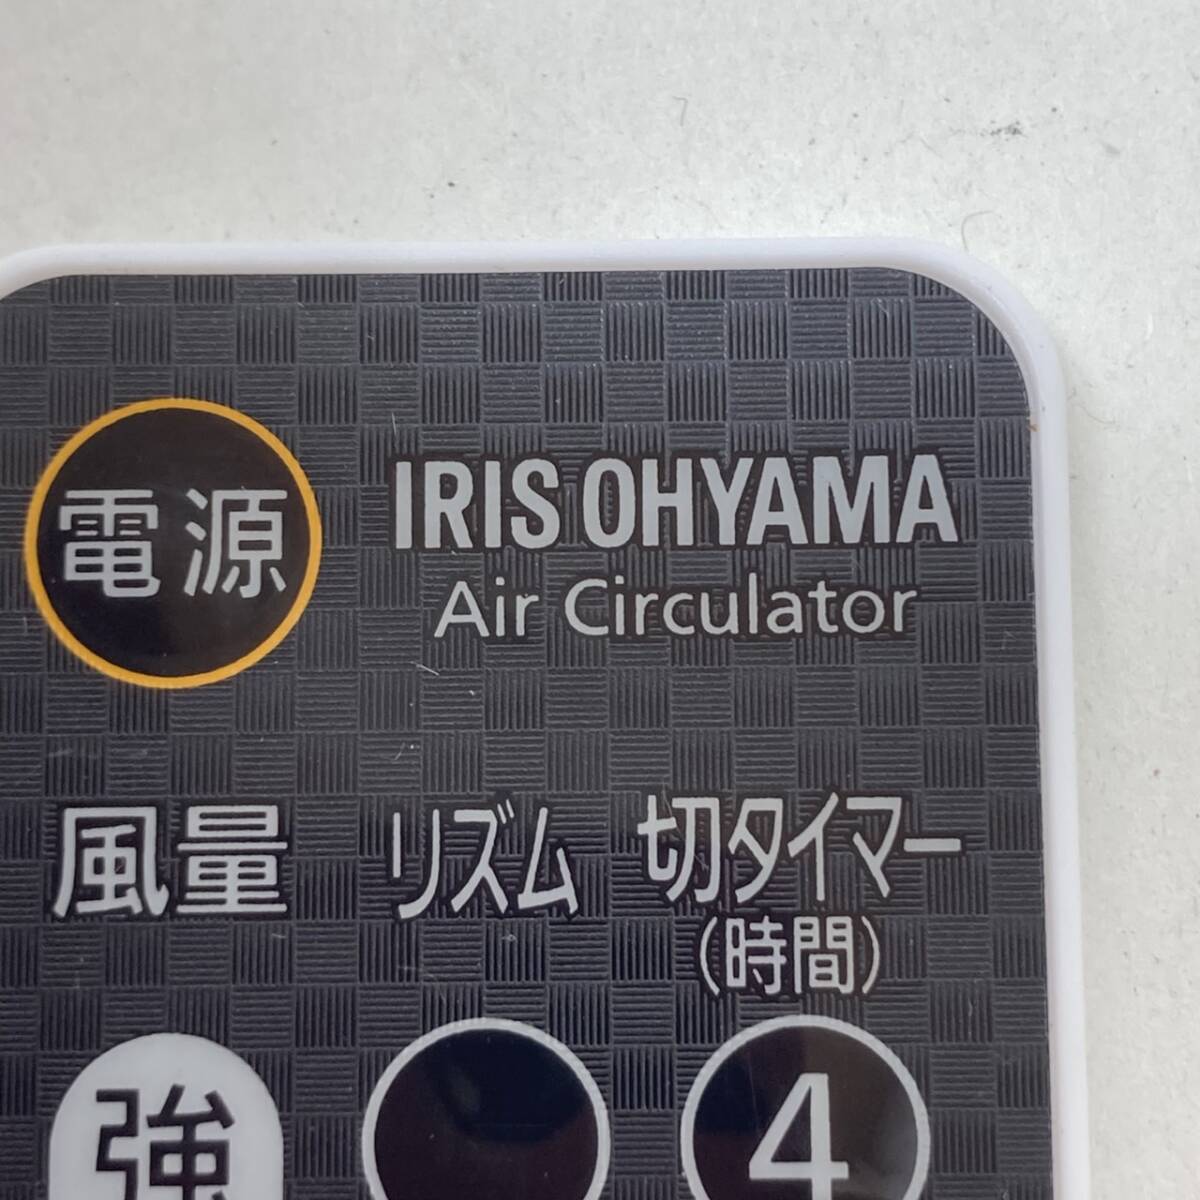 電源
IRIS OHYAMA
Air Circulator
風量
リズム
切タイマー
(時間)
強
4